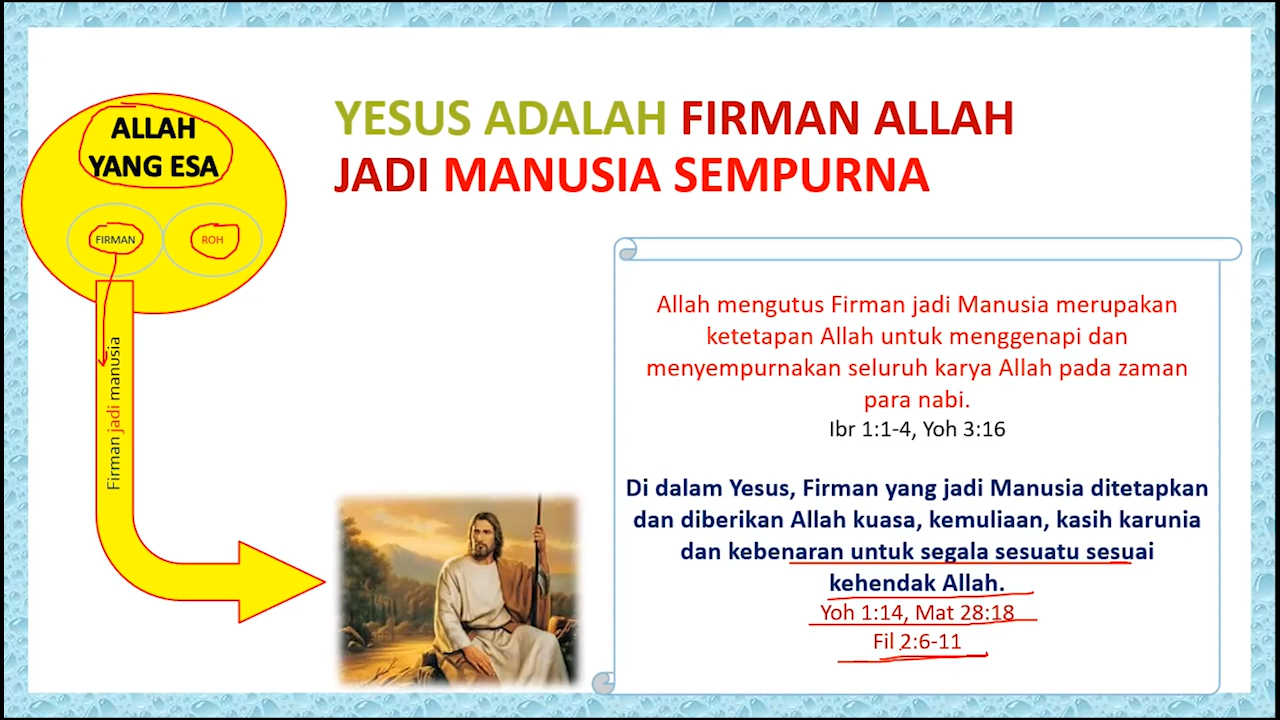 YESUS ADALAH FIRMAN ALLAH
JADI MANUSIA SEMPURNA
ALLAH
YANG ESA
FIRMAN
ROH
Firman jadi manusia
Allah mengutus Firman jadi Manusia merupakan
ketetapan Allah untuk menggenapi dan
menyempurnakan seluruh karya Allah pada zaman
para nabi.
Ibr 1:1-4, Yoh 3:16
Di dalam Yesus, Firman yang jadi Manusia ditetapkan
dan diberikan Allah kuasa, kemuliaan, kasih karunia
dan kebenaran untuk segala sesuatu sesuai
kehendak Allah.
Yoh 1:14, Mat 28:18
Fil 2:6-11